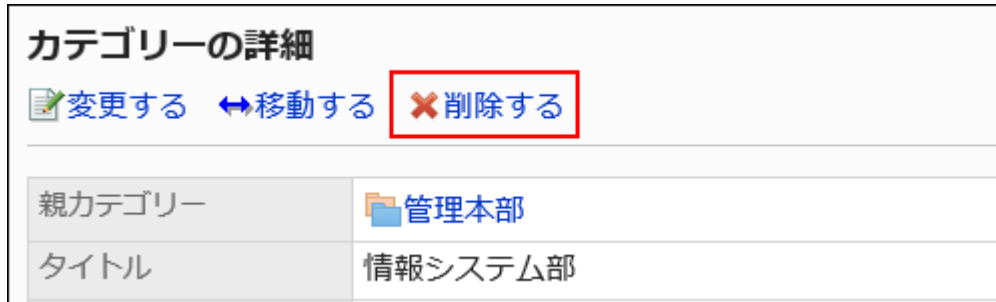 カテゴリーの詳細
変更する 移動する 削除する
親カテゴリー 管理本部
タイトル 情報システム部